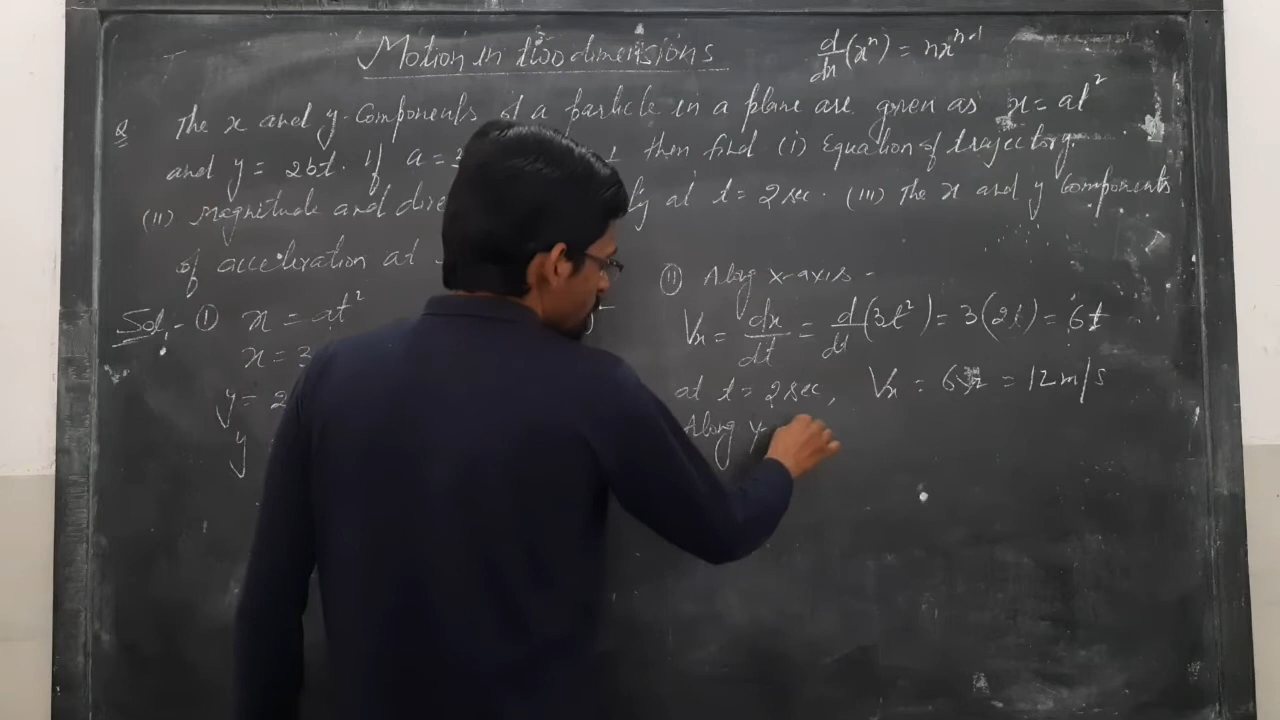 Motion in two dimensions
d/dx (xⁿ) = nxⁿ⁻¹
Q The x and y-Components of a particle in a plane are given as x = at²
and y = 2bt. If a = 3 then find (i) Equation of trajectory.
(ii) Magnitude and at t = 2 sec. (iii) The x and y Components
of acceleration at
Sol,- ① x = at²
x = 3
y = 2
y
② Along x-axis -
Vx = dx/dt = d/dt (3t²) = 3(2t) = 6t
at t = 2 sec, Vx = 6×2 = 12 m/s
Along y